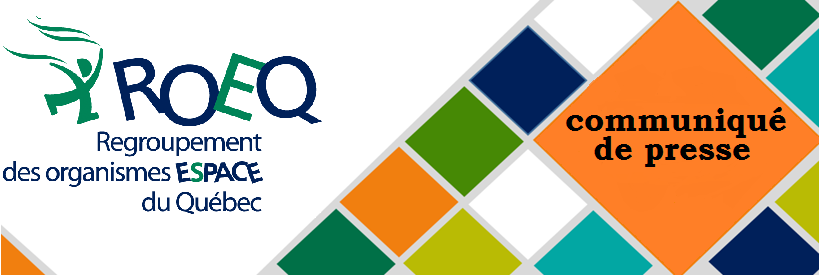 ROEQ
Regroupement
des organismes ESPACE
du Québec
communiqué
de presse